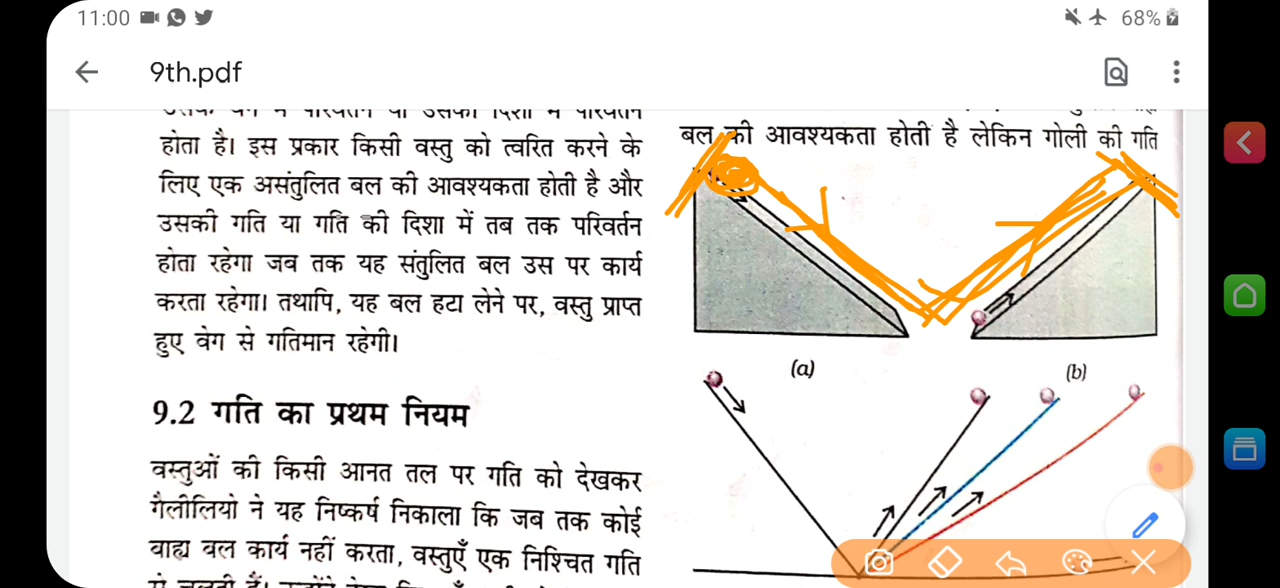 11:00
68%
9th.pdf
होता है। इस प्रकार किसी वस्तु को त्वरित करने के
लिए एक असंतुलित बल की आवश्यकता होती है और
उसकी गति या गति की दिशा में तब तक परिवर्तन
होता रहेगा जब तक यह संतुलित बल उस पर कार्य
करता रहेगा। तथापि, यह बल हटा लेने पर, वस्तु प्राप्त
हुए वेग से गतिमान रहेगी।
9.2 गति का प्रथम नियम
वस्तुओं की किसी आनत तल पर गति को देखकर
गैलीलियो ने यह निष्कर्ष निकाला कि जब तक कोई
बाह्य बल कार्य नहीं करता, वस्तुएँ एक निश्चित गति
बल की आवश्यकता होती है लेकिन गोली की गति
(a)
(b)